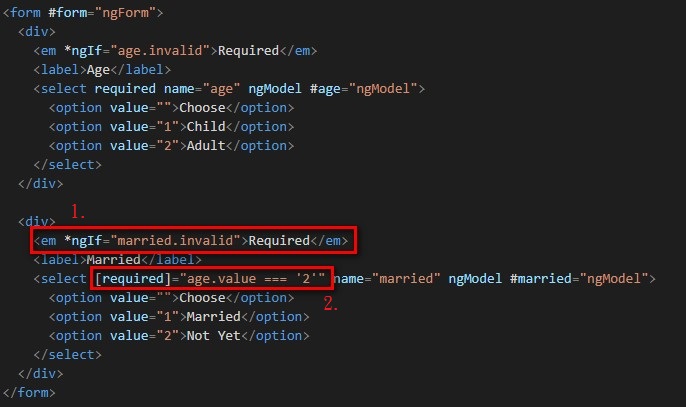 <form #form="ngForm">
  <div>
    <em *ngIf="age.invalid">Required</em>
    <label>Age</label>
    <select required name="age" ngModel #age="ngModel">
      <option value="">Choose</option>
      <option value="1">Child</option>
      <option value="2">Adult</option>
    </select>
  </div>
1.
  <div>
    <em *ngIf="married.invalid">Required</em>
    <label>Married</label>
    <select [required]="age.value === '2'" name="married" ngModel #married="ngModel">
      <option value="">Choose</option>
2.
      <option value="1">Married</option>
      <option value="2">Not Yet</option>
    </select>
  </div>
</form>